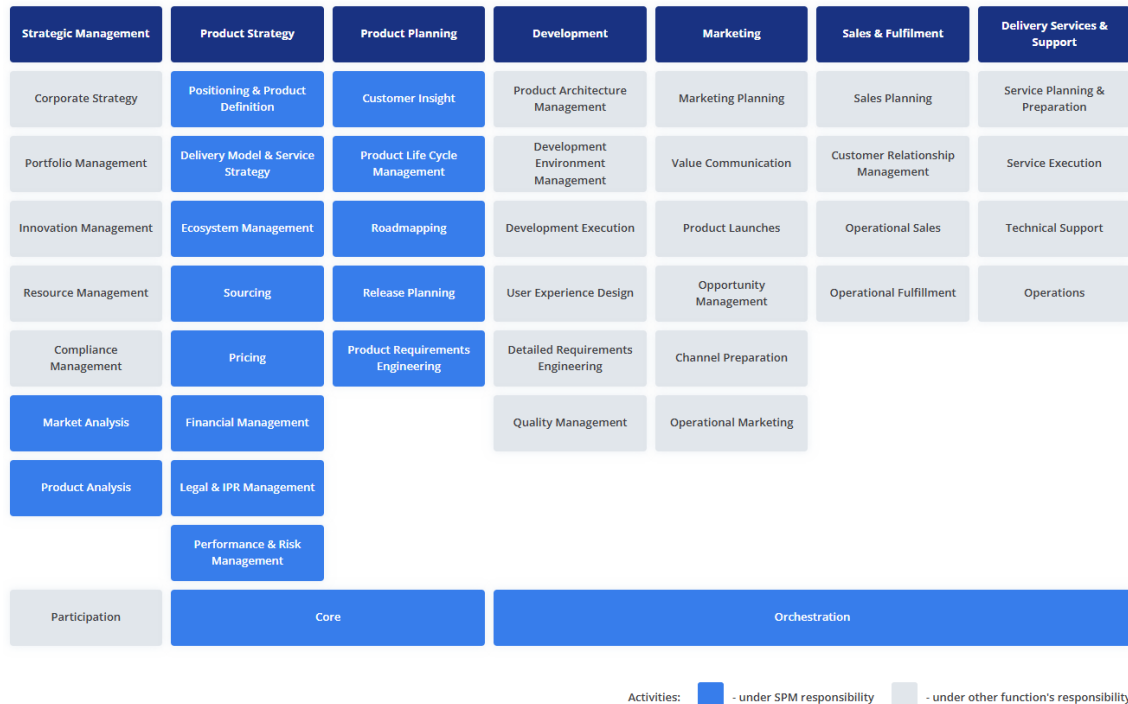 Strategic Management
Product Strategy
Product Planning
Development
Marketing
Sales & Fulfilment
Delivery Services &
Support
Corporate Strategy
Positioning & Product
Definition
Customer Insight
Product Architecture
Management
Marketing Planning
Sales Planning
Service Planning &
Preparation
Portfolio Management
Delivery Model & Service
Strategy
Product Life Cycle
Management
Development
Environment
Management
Value Communication
Customer Relationship
Management
Service Execution
Innovation Management
Ecosystem Management
Roadmapping
Development Execution
Product Launches
Operational Sales
Technical Support
Resource Management
Sourcing
Release Planning
User Experience Design
Opportunity
Management
Operational Fulfillment
Operations
Compliance
Management
Pricing
Product Requirements
Engineering
Detailed Requirements
Engineering
Channel Preparation
Market Analysis
Financial Management
Quality Management
Operational Marketing
Product Analysis
Legal & IPR Management
Performance & Risk
Management
Participation
Core
Orchestration
Activities:
- under SPM responsibility
- under other function's responsibility